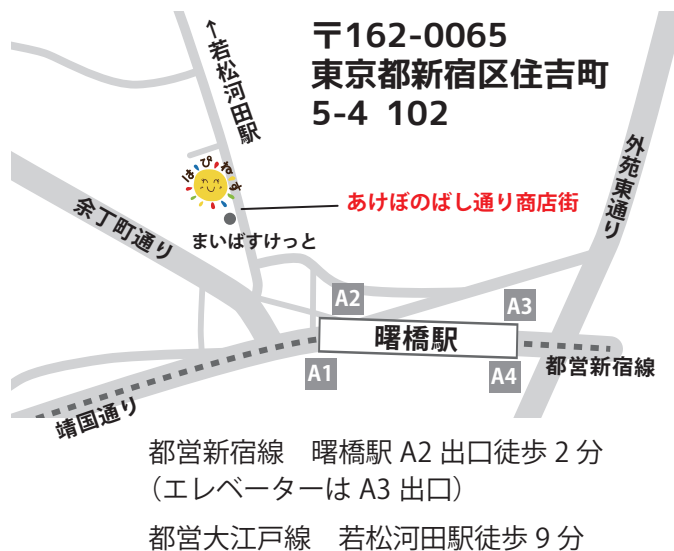 〒162-0065
東京都新宿区住吉町
5-4 102
↑若松河田駅
はぴねす
あけぼのばし通り商店街
まいばすけっと
余丁町通り
外苑東通り
A2
A3
曙橋駅
A1
A4
都営新宿線
靖国通り
都営新宿線　曙橋駅 A2 出口徒歩 2 分
（エレベーターは A3 出口）
都営大江戸線　若松河田駅徒歩 9 分